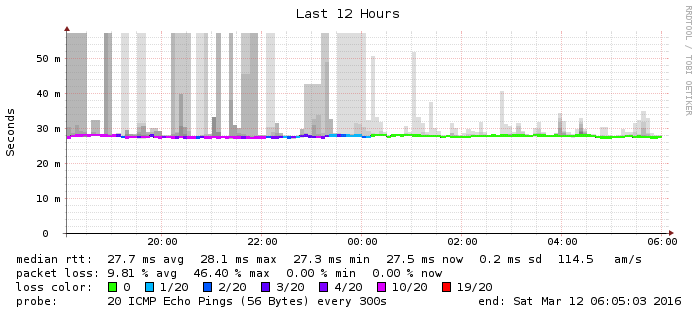 Last 12 Hours
RRDTOOL / TOBI OETIKER
Seconds
50 m
40 m
30 m
20 m
10 m
0
20:00 22:00 00:00 02:00 04:00 06:00
median rtt: 27.7 ms avg 28.1 ms max 27.3 ms min 27.5 ms now 0.2 ms sd 114.5 am/s
packet loss: 9.81 % avg 46.40 % max 0.00 % min 0.00 % now
loss color: 0 1/20 2/20 3/20 4/20 10/20 19/20
probe: 20 ICMP Echo Pings (56 Bytes) every 300s end: Sat Mar 12 06:05:03 2016